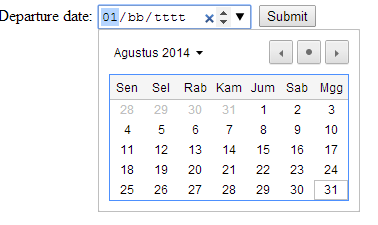 Departure date: 01/bb/tttt Submit
Agustus 2014
Sen Sel Rab Kam Jum Sab Mgg
28 29 30 31 1 2 3
4 5 6 7 8 9 10
11 12 13 14 15 16 17
18 19 20 21 22 23 24
25 26 27 28 29 30 31